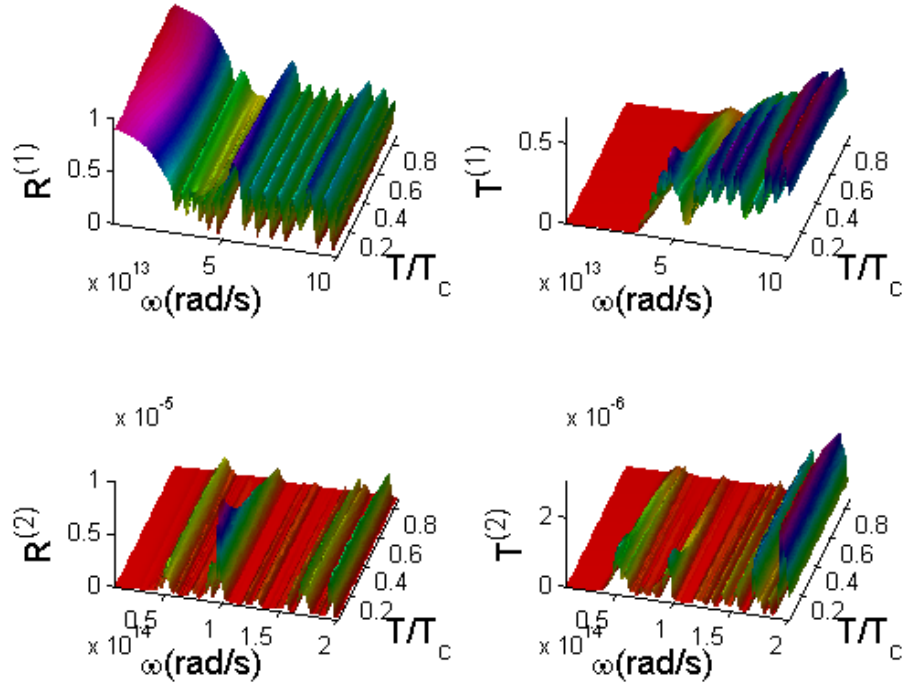 R^(1)
1
0.5
0
x 10^13
5
10
ω(rad/s)
0.2
0.4
0.6
0.8
T/T_C
T^(1)
0.5
0
x 10^13
5
10
ω(rad/s)
0.2
0.4
0.6
0.8
T/T_C
x 10^-5
R^(2)
1
0.5
0
x 10^14
0.5
1
1.5
2
ω(rad/s)
0.2
0.4
0.6
0.8
T/T_C
x 10^-6
T^(2)
2
0
x 10^14
0.5
1
1.5
2
ω(rad/s)
0.2
0.4
0.6
0.8
T/T_C